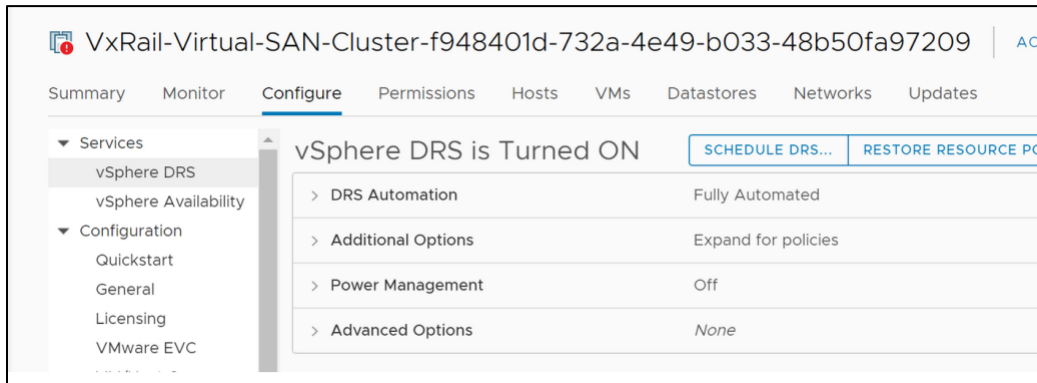 VxRail-Virtual-SAN-Cluster-f948401d-732a-4e49-b033-48b50fa97209
Summary Monitor Configure Permissions Hosts VMs Datastores Networks Updates
Services
vSphere DRS
vSphere Availability
Configuration
Quickstart
General
Licensing
VMware EVC
vSphere DRS is Turned ON
SCHEDULE DRS...
RESTORE RESOURCE
DRS Automation Fully Automated
Additional Options Expand for policies
Power Management Off
Advanced Options None